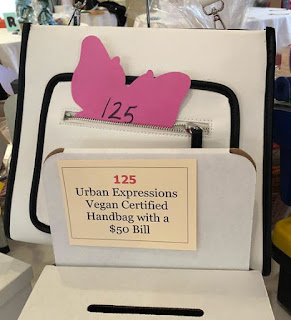 125
125
Urban Expressions
Vegan Certified
Handbag with a
$50 Bill